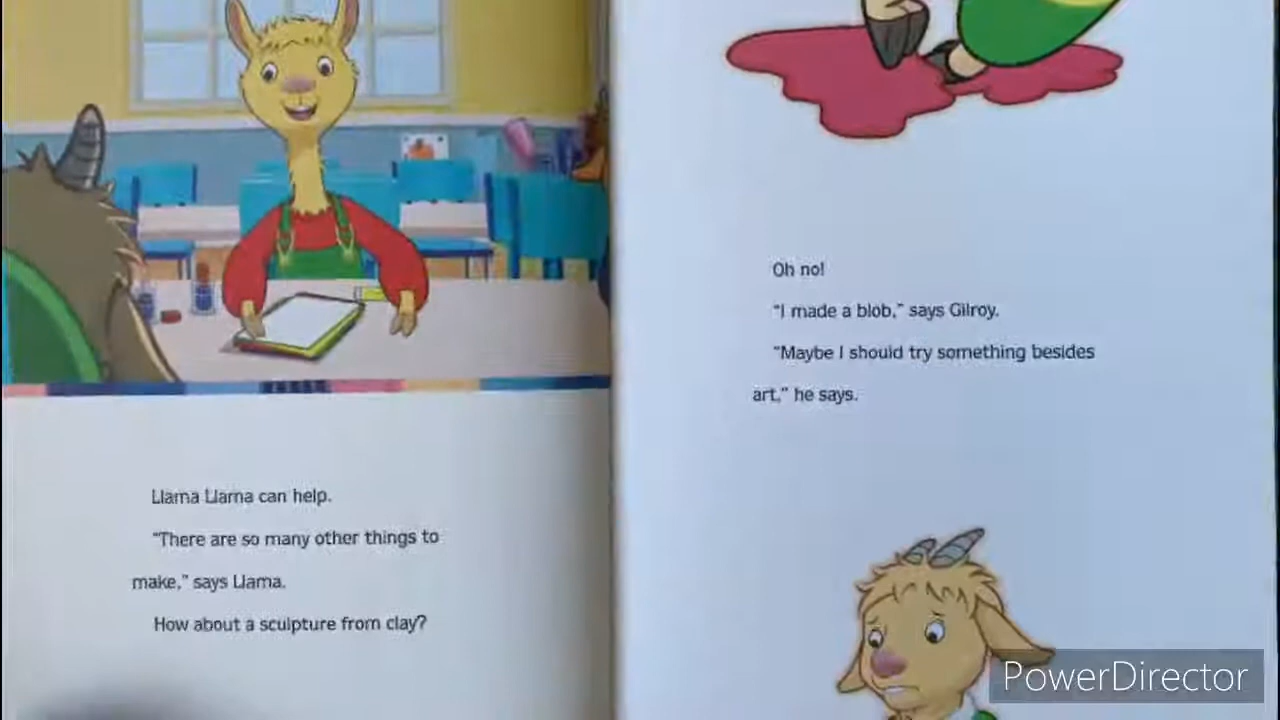 Llama Llama can help.
"There are so many other things to
make," says Llama.
How about a sculpture from clay?
Oh no!
"I made a blob," says Gilroy.
"Maybe I should try something besides
art," he says.
PowerDirector